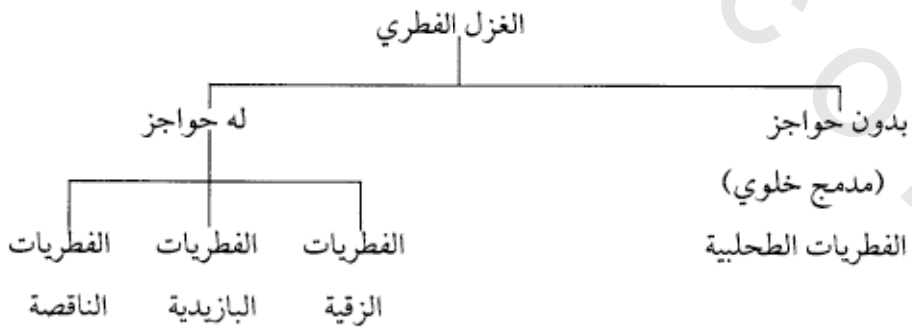 الغزل الفطري
بدون حواجز
له حواجز
(مدمج خلوي)
الفطريات الطحلبية
الفطريات
الزقية
الفطريات
البازيدية
الفطريات
الناقصة